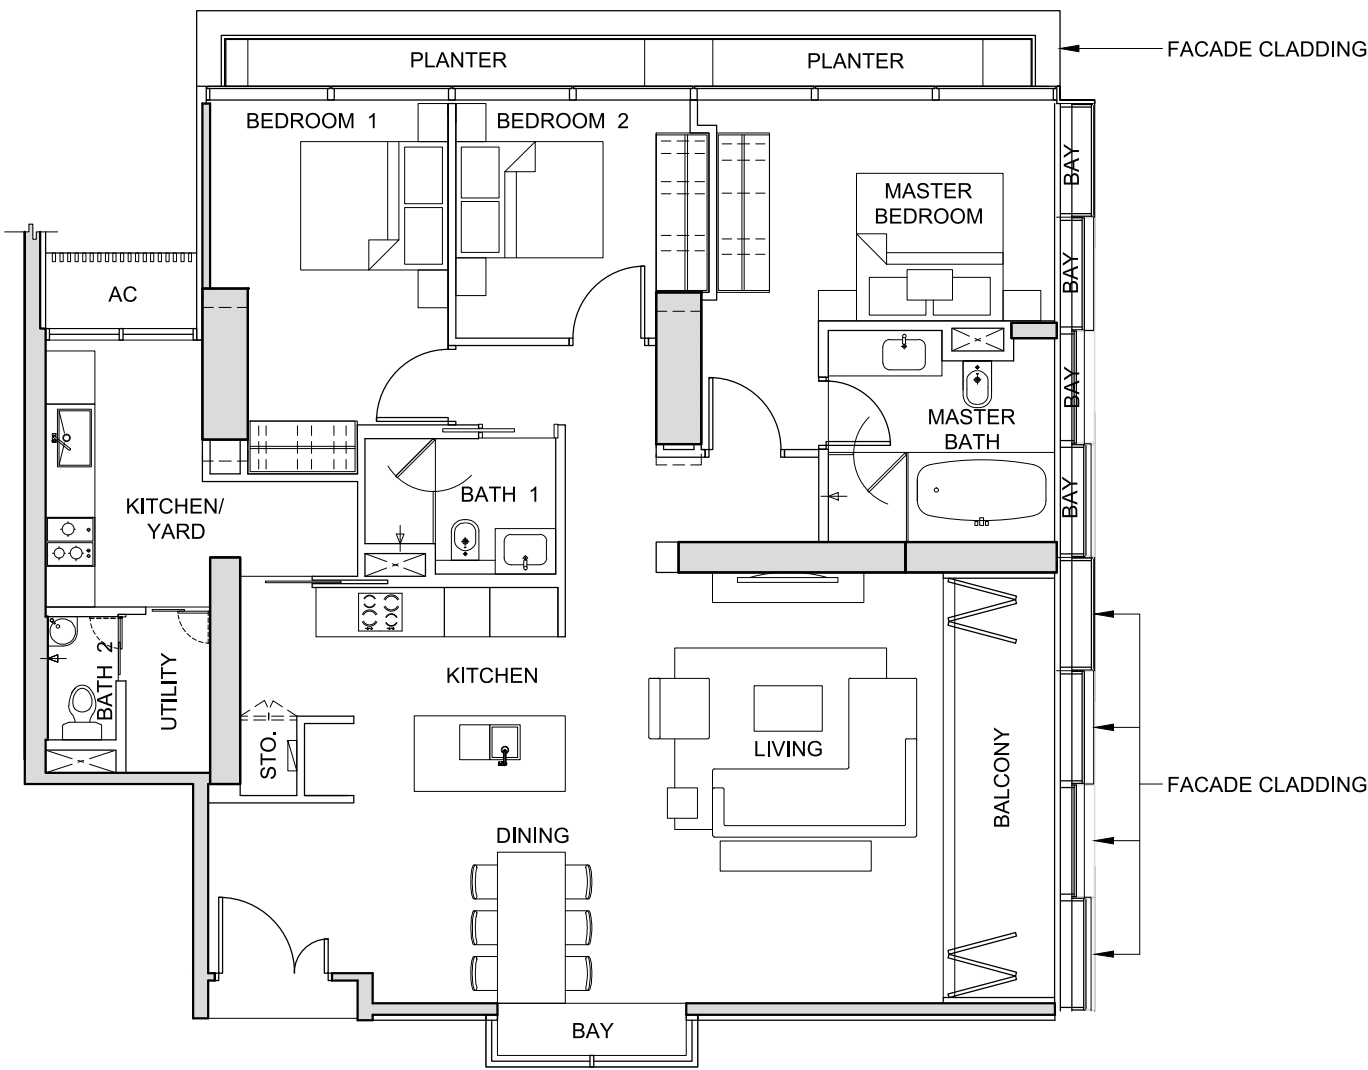 FACADE CLADDING
PLANTER
PLANTER
BEDROOM 1
BEDROOM 2
BAY
MASTER
BEDROOM
BAY
AC
BAY
MASTER
BATH
BAY
BATH 1
KITCHEN/
YARD
BATH 2
UTILITY
KITCHEN
STO.
LIVING
BALCONY
FACADE CLADDING
DINING
BAY